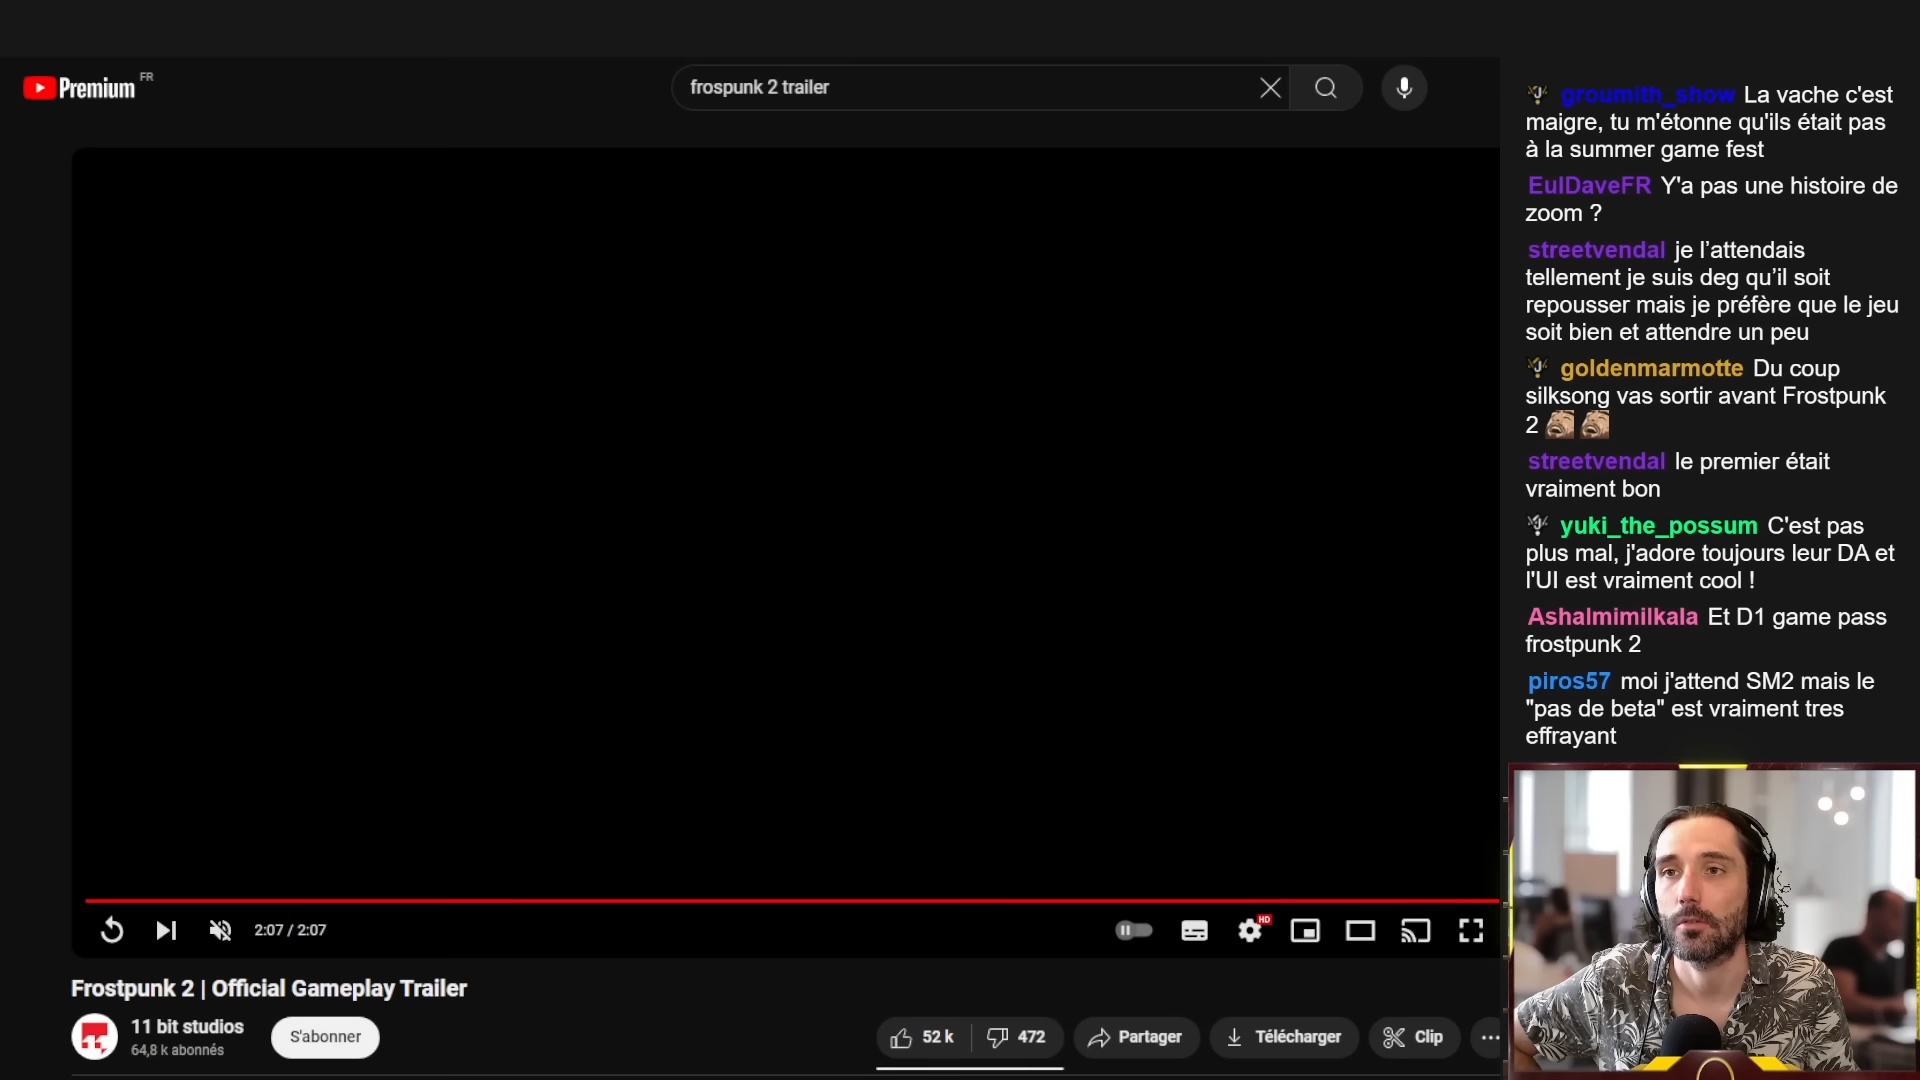 Premium FR
frospunk 2 trailer
groumith_show La vache c'est
maigre, tu m'étonne qu'ils était pas
à la summer game fest
EulDaveFR Y'a pas une histoire de
zoom ?
streetvendal je l’attendais
tellement je suis deg qu’il soit
repousser mais je préfère que le jeu
soit bien et attendre un peu
goldenmarmotte Du coup
silksong vas sortir avant Frostpunk
2
streetvendal le premier était
vraiment bon
yuki_the_possum C'est pas
plus mal, j'adore toujours leur DA et
l'UI est vraiment cool !
Ashalmimilkala Et D1 game pass
frostpunk 2
piros57 moi j'attend SM2 mais le
"pas de beta" est vraiment tres
effrayant
2:07 / 2:07
HD
Frostpunk 2 | Official Gameplay Trailer
11 bit studios
64,8 k abonnés
S'abonner
52 k
472
Partager
Télécharger
Clip